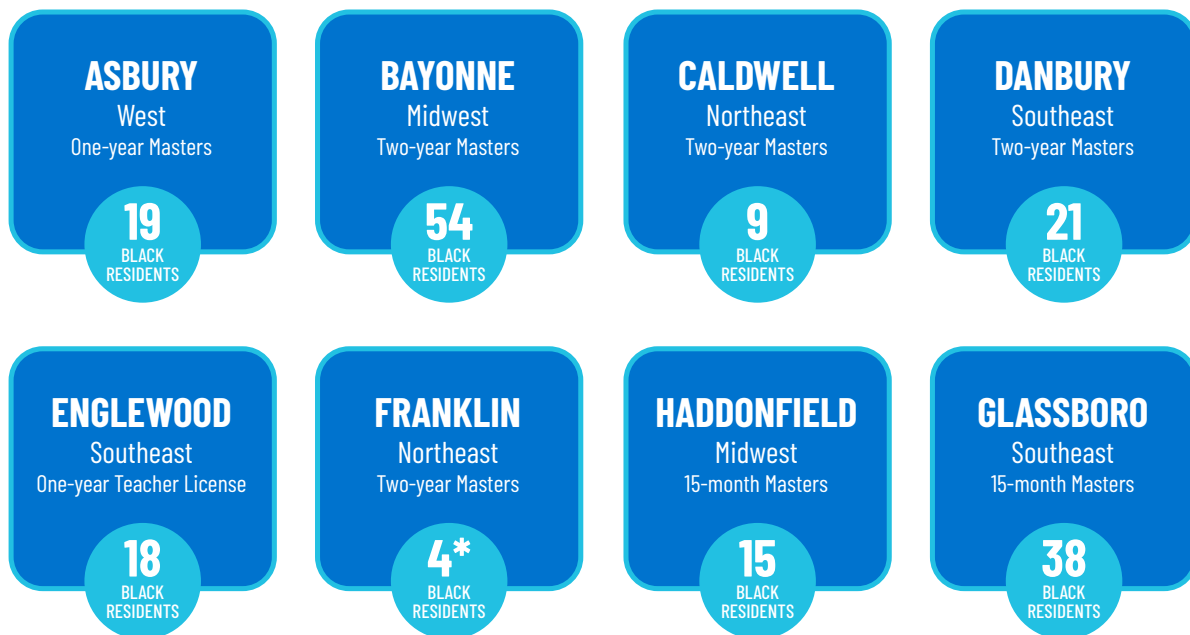 ASBURY
West
One-year Masters
19
BLACK
RESIDENTS
BAYONNE
Midwest
Two-year Masters
54
BLACK
RESIDENTS
CALDWELL
Northeast
Two-year Masters
9
BLACK
RESIDENTS
DANBURY
Southeast
Two-year Masters
21
BLACK
RESIDENTS
ENGLEWOOD
Southeast
One-year Teacher License
18
BLACK
RESIDENTS
FRANKLIN
Northeast
Two-year Masters
4*
BLACK
RESIDENTS
HADDONFIELD
Midwest
15-month Masters
15
BLACK
RESIDENTS
GLASSBORO
Southeast
15-month Masters
38
BLACK
RESIDENTS